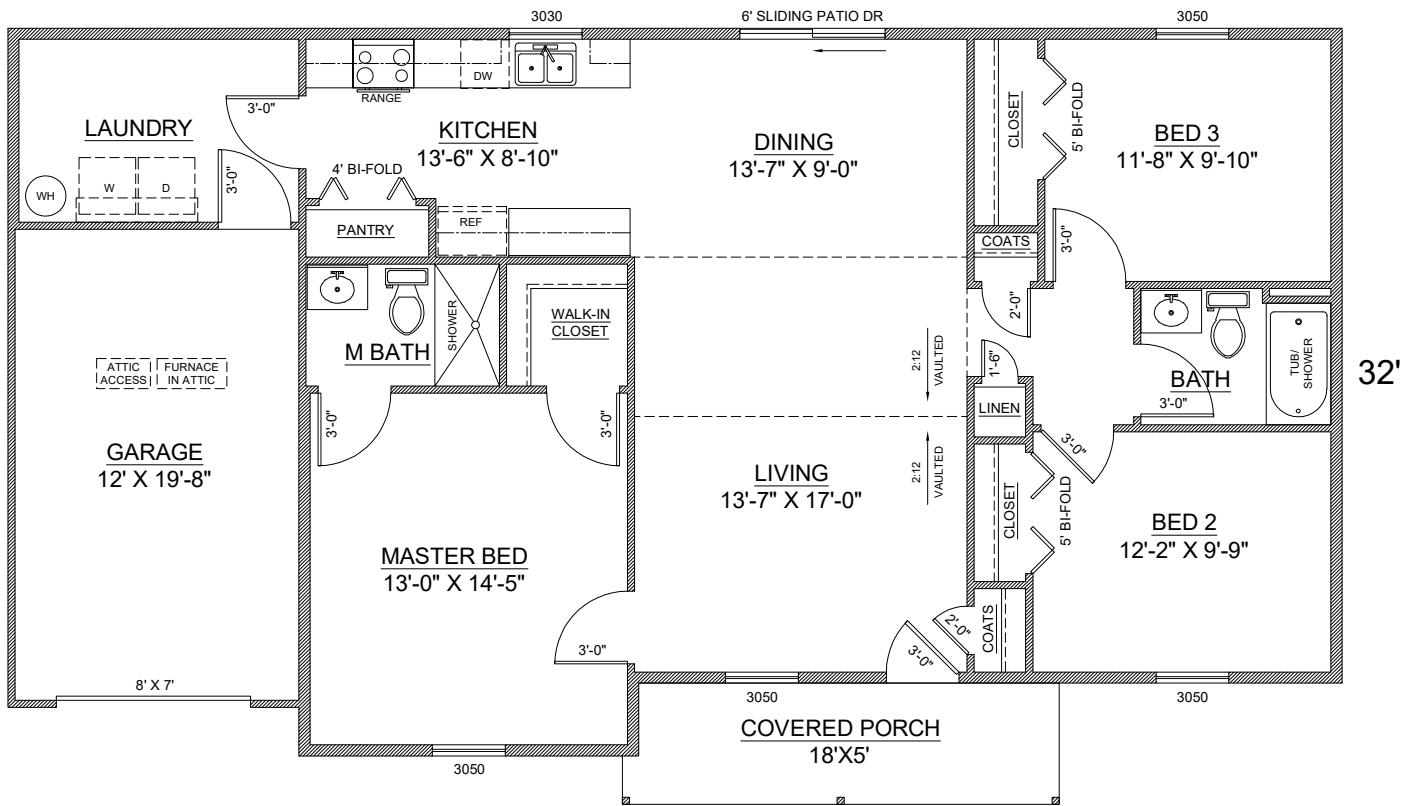 3030
6' SLIDING PATIO DR
3050
DW
RANGE
3'-0"
LAUNDRY
KITCHEN
13'-6" X 8'-10"
DINING
13'-7" X 9'-0"
CLOSET
5' BI-FOLD
BED 3
11'-8" X 9'-10"
4' BI-FOLD
W
D
WH
3'-0"
PANTRY
REF
COATS
3'-0"
2'-0"
WALK-IN
CLOSET
SHOWER
M BATH
2:12
VAULTED
1'-6"
TUB/
SHOWER
BATH
3'-0"
32'
ATTIC
ACCESS
FURNACE
IN ATTIC
LINEN
3'-0"
3'-0"
3'-0"
GARAGE
12' X 19'-8"
LIVING
13'-7" X 17'-0"
2:12
VAULTED
CLOSET
5' BI-FOLD
BED 2
12'-2" X 9'-9"
MASTER BED
13'-0" X 14'-5"
3'-0"
2'-0"
COATS
3'-0"
8' X 7'
3050
3050
COVERED PORCH
18'X5'
3050